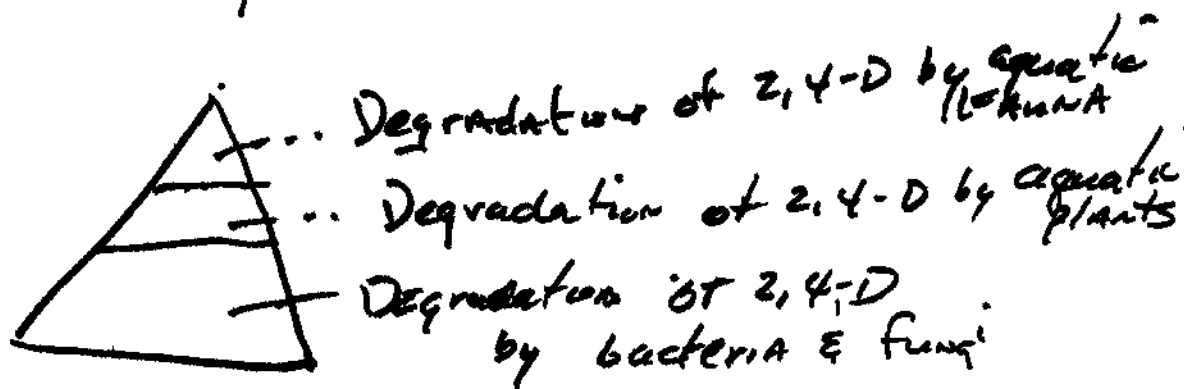 Degradation of 2,4-D by aquatic
fauna
Degradation of 2,4-D by aquatic
plants
Degradation of 2,4-D
by bacteria & fungi